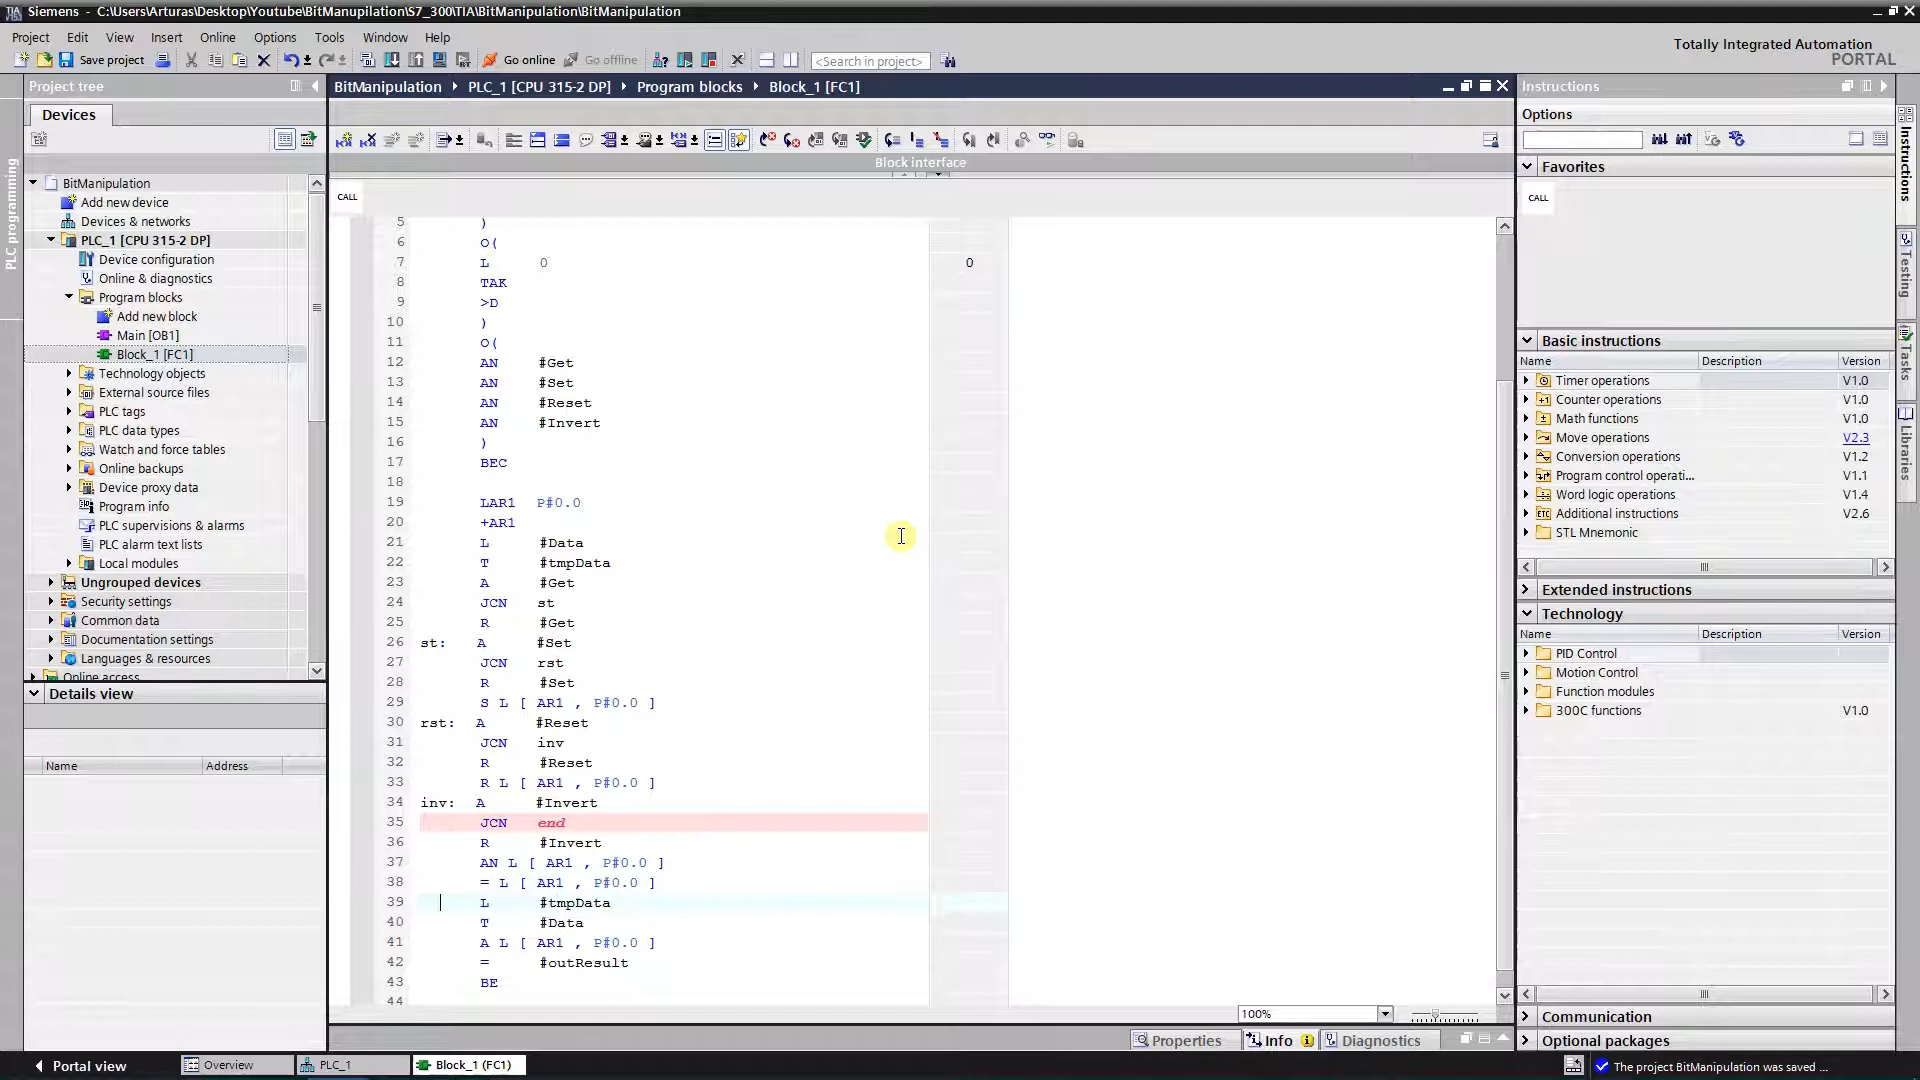 Siemens - C:\Users\Arturas\Desktop\Youtube\BitManupilation\S7_300\TIA\BitManipulation\BitManipulation
Project Edit View Insert Online Options Tools Window Help
Totally Integrated Automation
PORTAL
Save project
Go online
Go offline
<Search in project>
Project tree
BitManipulation PLC_1 [CPU 315-2 DP] Program blocks Block_1 [FC1]
Instructions
Devices
Options
Block interface
CALL
Favorites
CALL
PLC programming
BitManipulation
Add new device
Devices & networks
PLC_1 [CPU 315-2 DP]
Device configuration
Online & diagnostics
Program blocks
Add new block
Main [OB1]
Block_1 [FC1]
Technology objects
External source files
PLC tags
PLC data types
Watch and force tables
Online backups
Device proxy data
Program info
PLC supervisions & alarms
PLC alarm text lists
Local modules
Ungrouped devices
Security settings
Common data
Documentation settings
Languages & resources
Online access
Details view
Name Address
5 )
6 O(
7 L 0 0
8 TAK
9 >D
10 )
11 O(
12 AN #Get
13 AN #Set
14 AN #Reset
15 AN #Invert
16 )
17 BEC
18
19 LAR1 P#0.0
20 +AR1
21 L #Data
22 T #tmpData
23 A #Get
24 JCN st
25 R #Get
26 st: A #Set
27 JCN rst
28 R #Set
29 S L [ AR1 , P#0.0 ]
30 rst: A #Reset
31 JCN inv
32 R #Reset
33 R L [ AR1 , P#0.0 ]
34 inv: A #Invert
35 JCN end
36 R #Invert
37 AN L [ AR1 , P#0.0 ]
38 = L [ AR1 , P#0.0 ]
39 L #tmpData
40 T #Data
41 A L [ AR1 , P#0.0 ]
42 = #outResult
43 BE
44
100%
Properties Info Diagnostics
Basic instructions
Name Description Version
Timer operations V1.0
Counter operations V1.0
Math functions V1.0
Move operations V2.3
Conversion operations V1.2
Program control operati... V1.1
Word logic operations V1.4
Additional instructions V2.6
STL Mnemonic
Extended instructions
Technology
Name Description Version
PID Control
Motion Control
Function modules
300C functions V1.0
Communication
Optional packages
Instructions
Testing
Tasks
Libraries
Portal view
Overview
PLC_1
Block_1 (FC1)
The project BitManipulation was saved ...